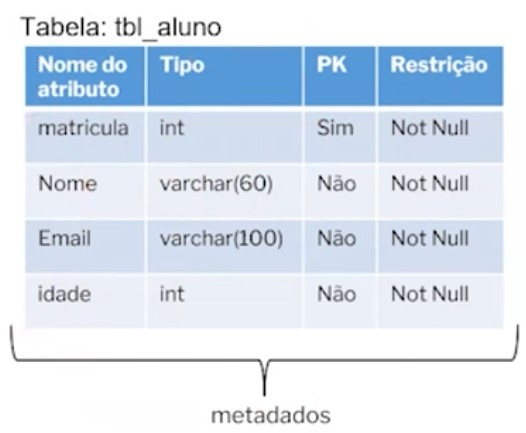 Tabela: tbl_aluno
Nome do atributo Tipo PK Restrição
matricula int Sim Not Null
Nome varchar(60) Não Not Null
Email varchar(100) Não Not Null
idade int Não Not Null
metadados